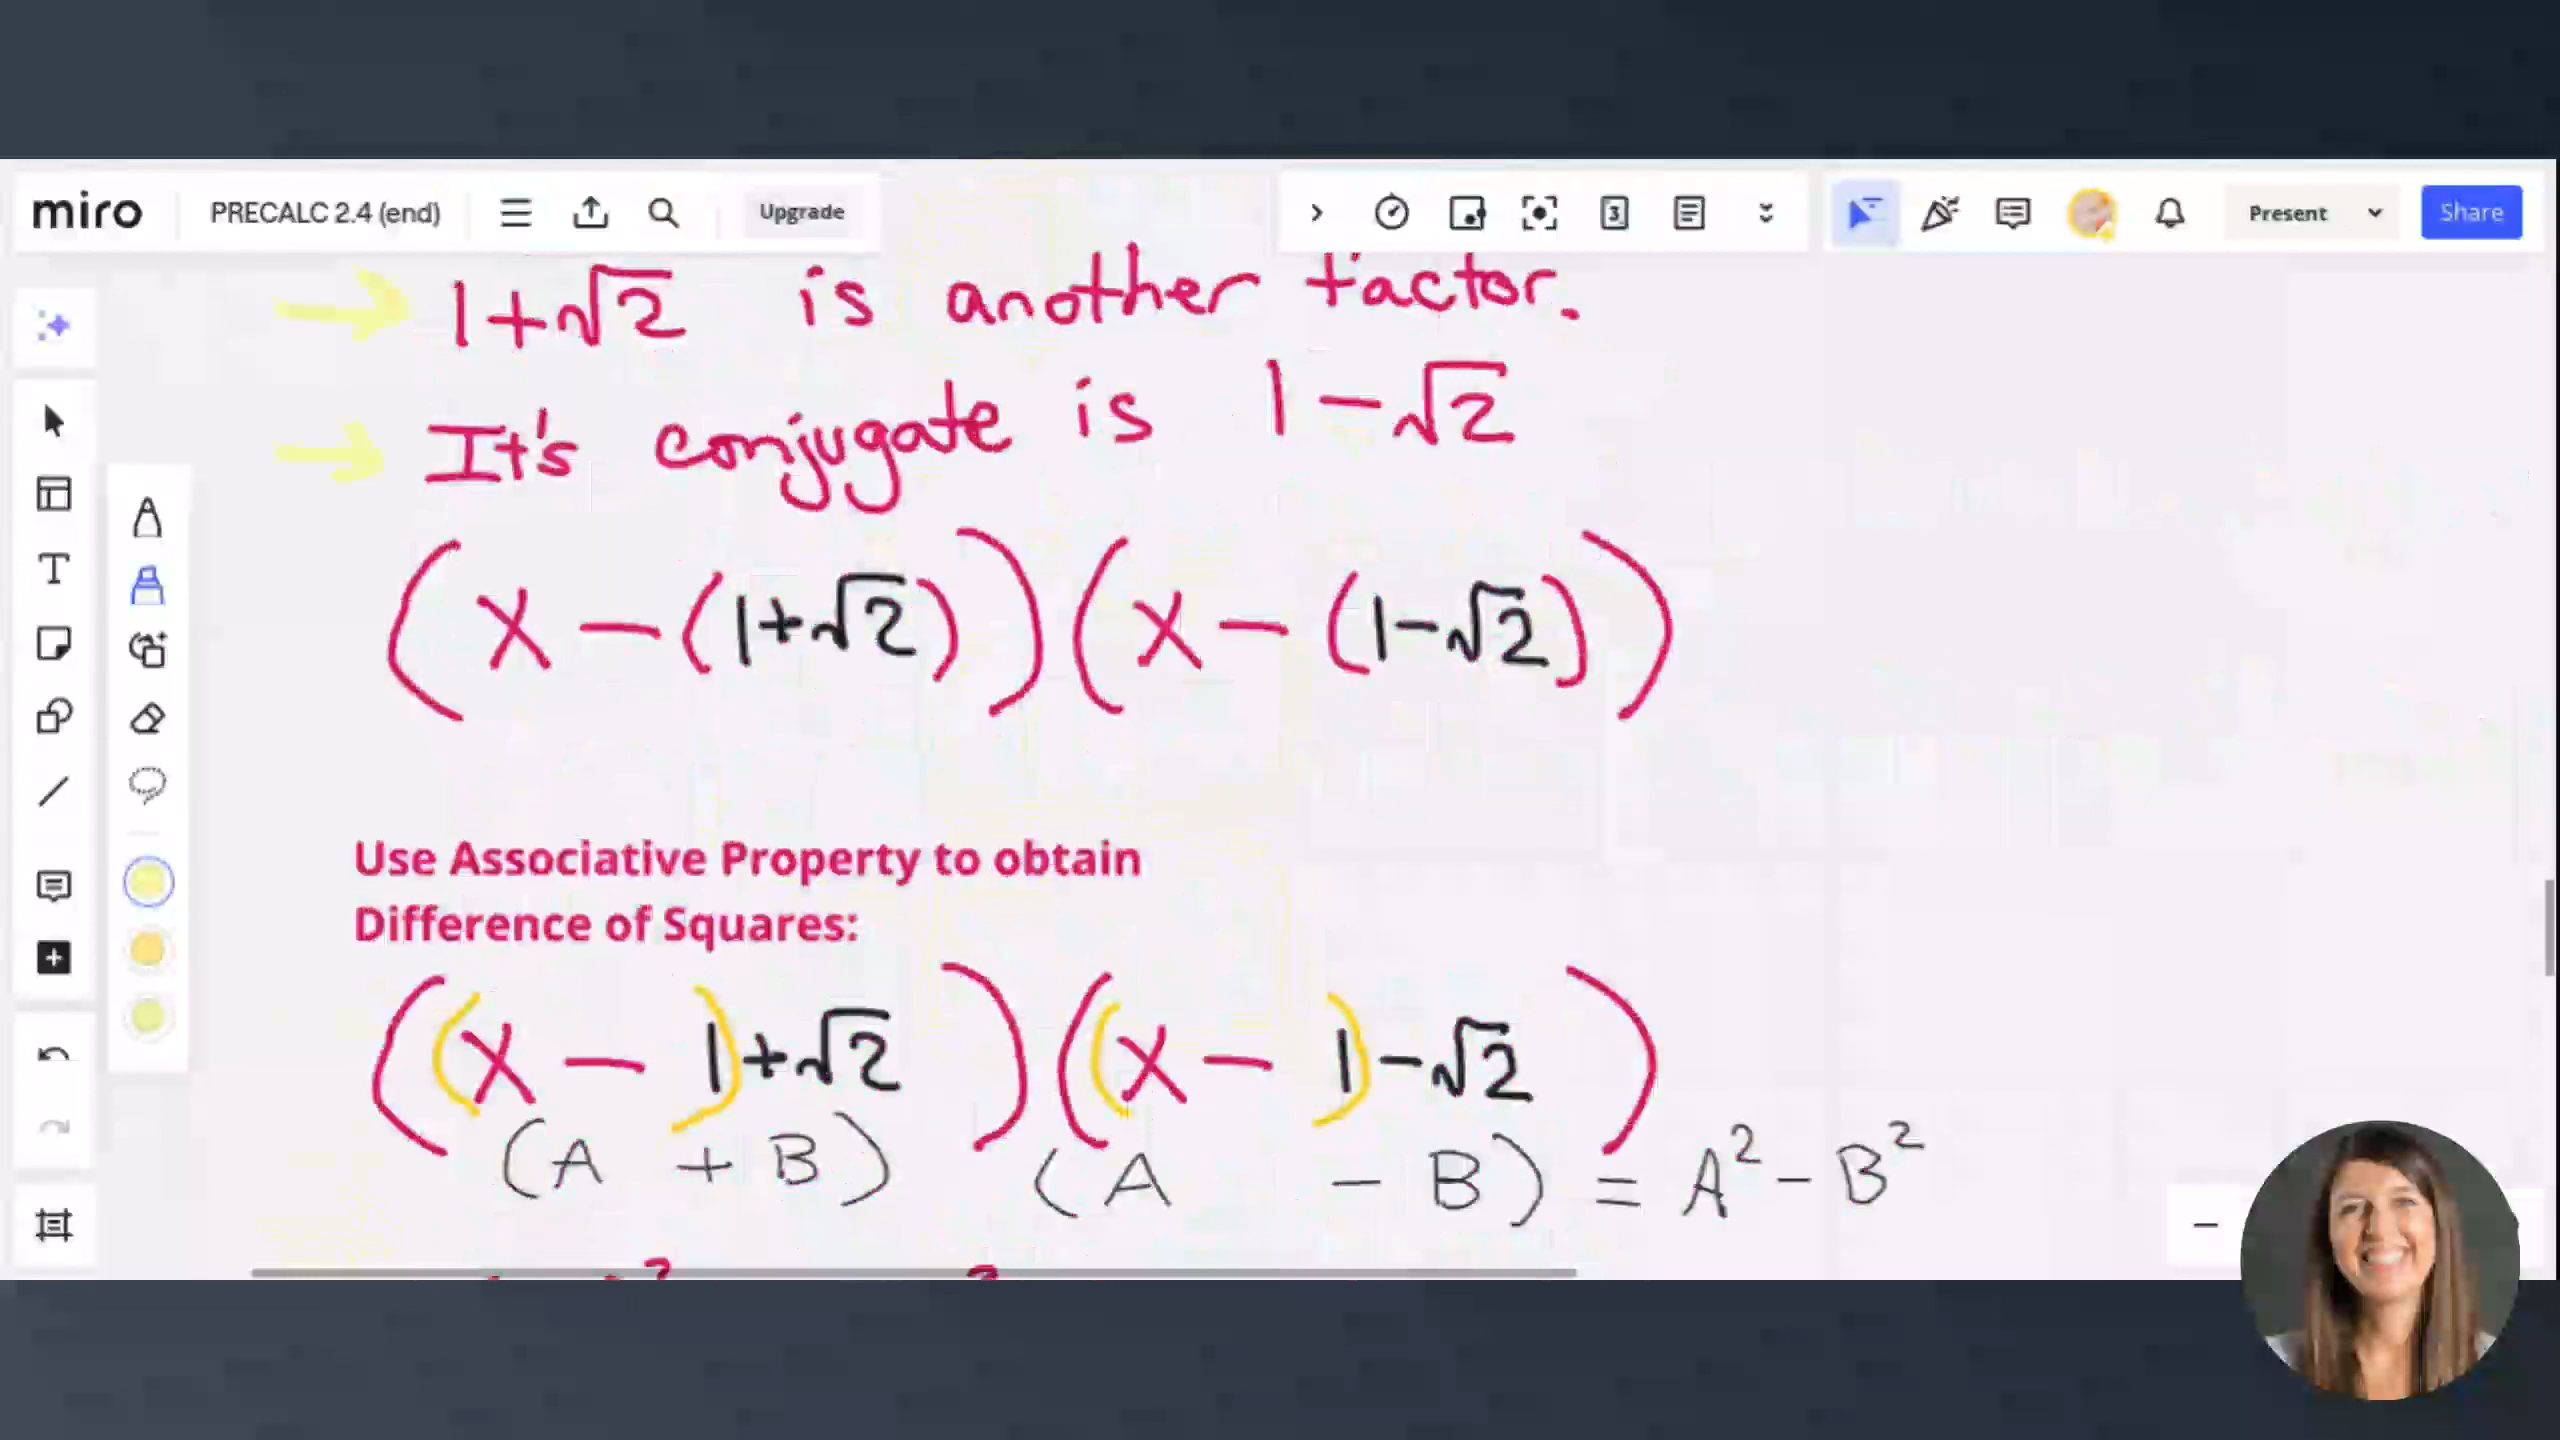 miro PRECALC 2.4 (end) Upgrade 3 Present Share
1+√2 is another factor.
It's conjugate is 1-√2
(x-(1+√2))(x-(1-√2))
Use Associative Property to obtain
Difference of Squares:
((x-1)+√2)((x-1)-√2)
(A+B)(A-B)=A²-B²